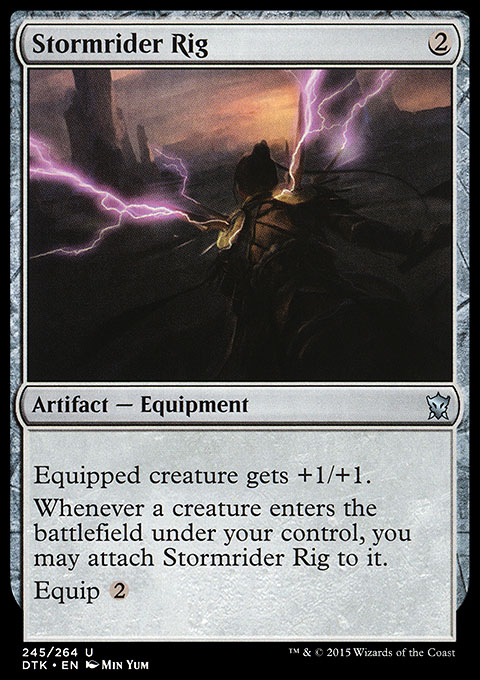 Stormrider Rig 2
Artifact — Equipment
Equipped creature gets +1/+1.
Whenever a creature enters the
battlefield under your control, you
may attach Stormrider Rig to it.
Equip 2
245/264 U
DTK • EN Min Yum
™ & © 2015 Wizards of the Coast